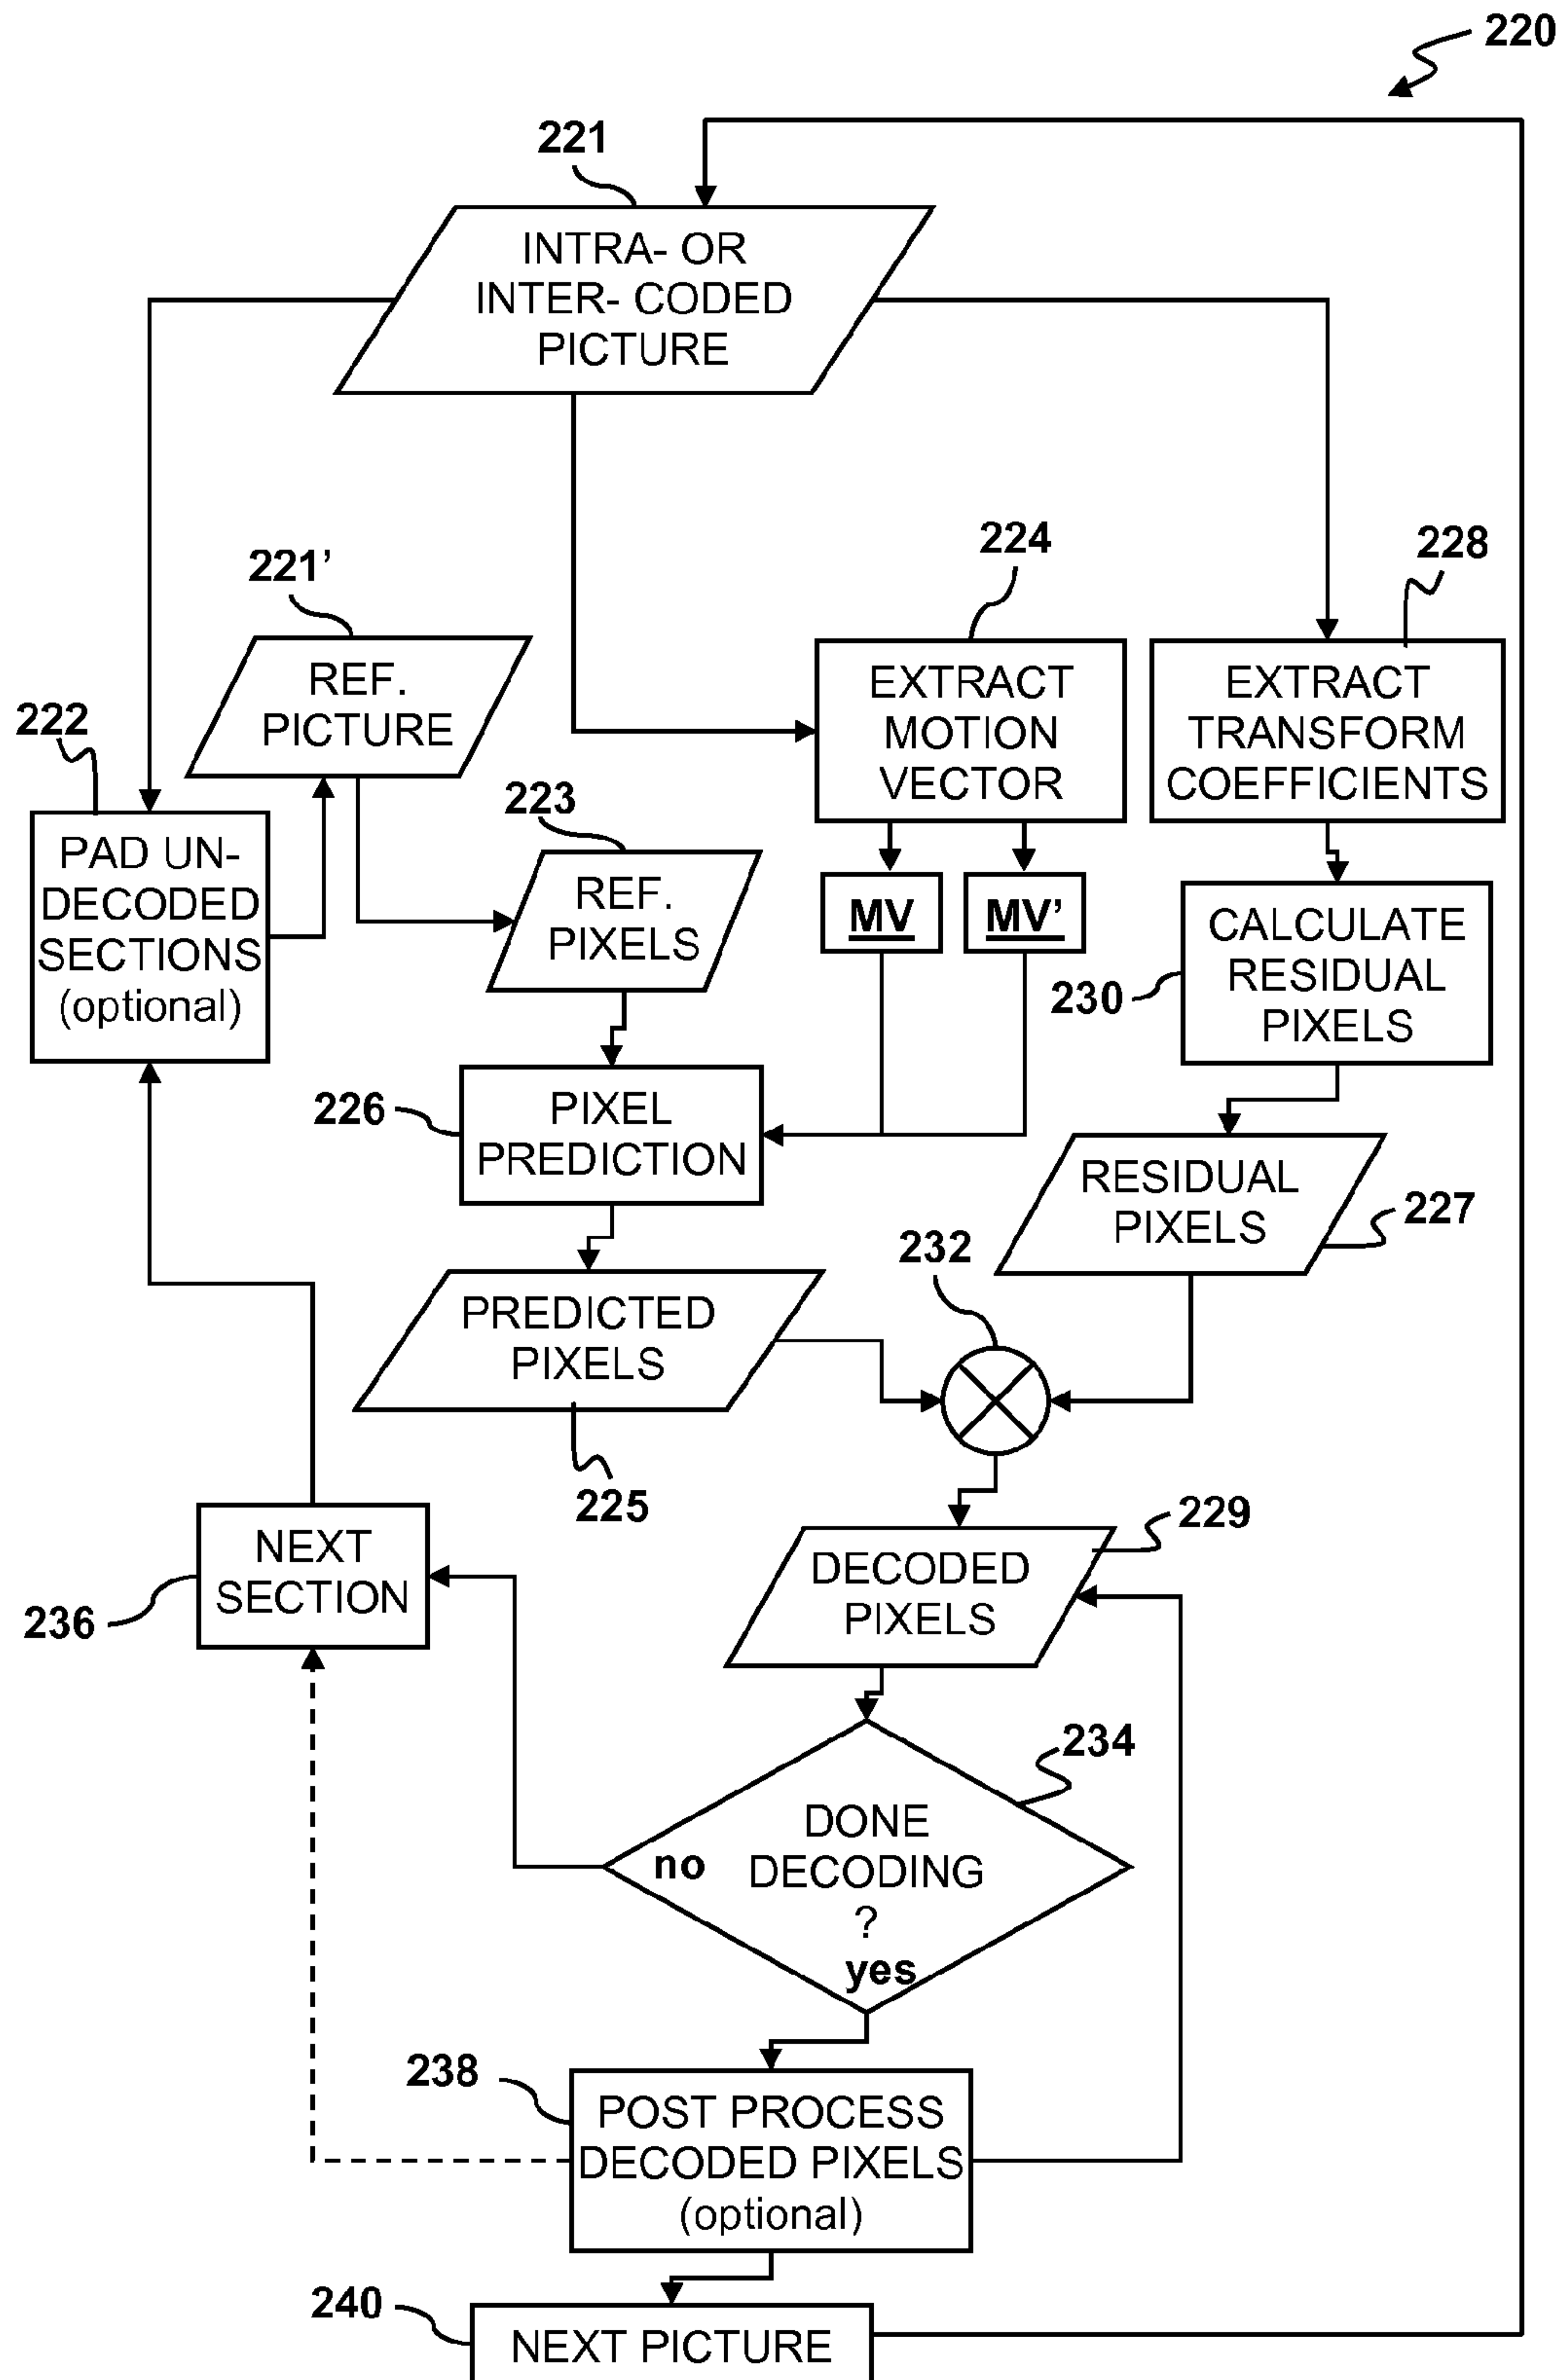 220
221
INTRA- OR
INTER- CODED
PICTURE
221’
REF.
PICTURE
224
EXTRACT
MOTION
VECTOR
228
EXTRACT
TRANSFORM
COEFFICIENTS
222
PAD UN-
DECODED
SECTIONS
(optional)
223
REF.
PIXELS
MV
MV’
230
CALCULATE
RESIDUAL
PIXELS
226
PIXEL
PREDICTION
RESIDUAL
PIXELS
227
232
PREDICTED
PIXELS
225
229
DECODED
PIXELS
NEXT
SECTION
236
234
DONE
DECODING
?
no
yes
238
POST PROCESS
DECODED PIXELS
(optional)
240
NEXT PICTURE